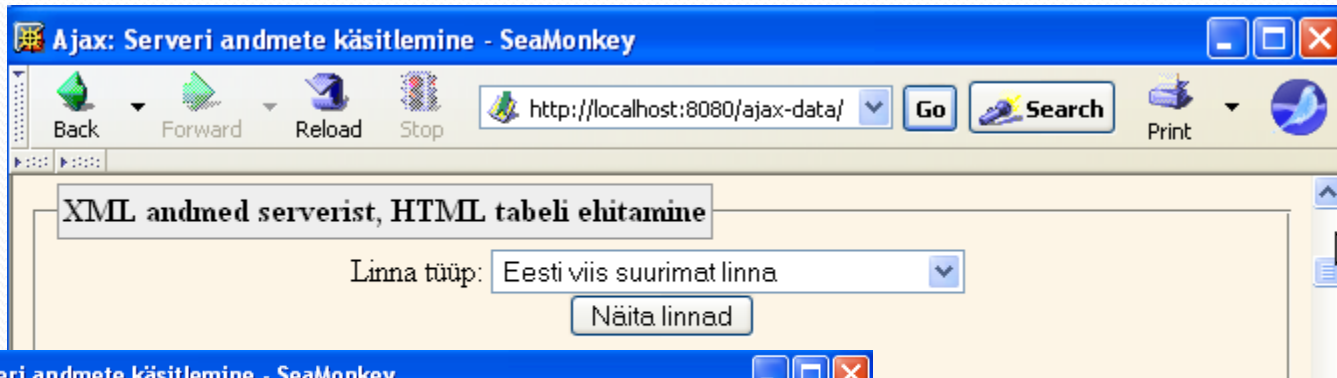 Ajax: Serveri andmete käsitlemine - SeaMonkey
Back Forward Reload Stop http://localhost:8080/ajax-data/ Go Search Print
XML andmed serverist, HTML tabeli ehitamine
Linna tüüp: Eesti viis suurimat linna
Näita linnad
andmete käsitlemine - SeaMonkey